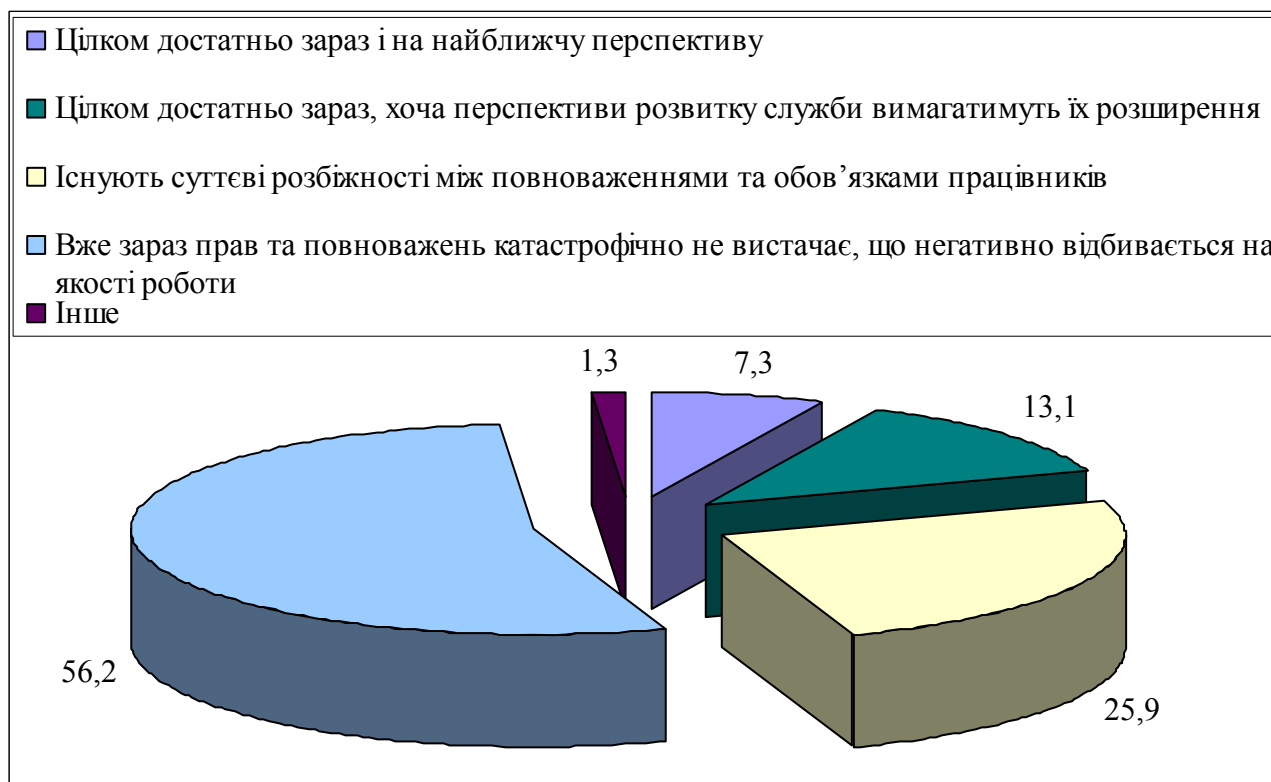 Цілком достатньо зараз і на найближчу перспективу
Цілком достатньо зараз, хоча перспективи розвитку служби вимагатимуть їх розширення
Існують суттєві розбіжності між повноваженнями та обов’язками працівників
Вже зараз прав та повноважень катастрофічно не вистачає, що негативно відбивається на
якості роботи
Інше
1,3
7,3
13,1
56,2
25,9